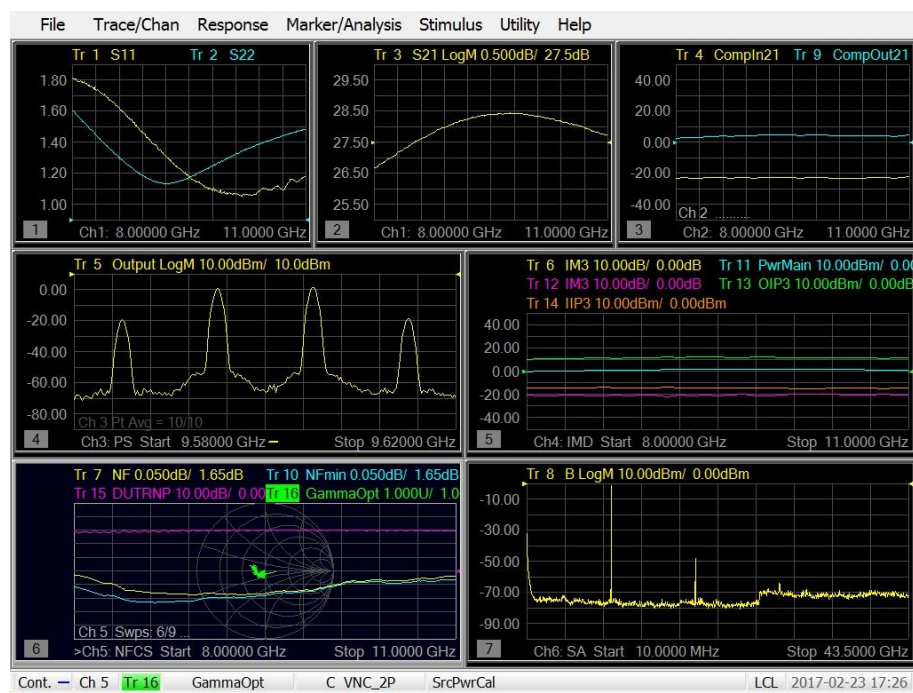 File Trace/Chan Response Marker/Analysis Stimulus Utility Help
Tr 1 S11 Tr 2 S22
1.80
1.60
1.40
1.20
1.00
1
Ch1: 8.00000 GHz 11.0000 GHz
Tr 3 S21 LogM 0.500dB/ 27.5dB
29.50
28.50
27.50
26.50
25.50
2
Ch1: 8.00000 GHz 11.0000 GHz
Tr 4 CompIn21 Tr 9 CompOut21
40.00
20.00
0.00
-20.00
-40.00
Ch 2 ..........
3
Ch2: 8.00000 GHz 11.0000 GHz
Tr 5 Output LogM 10.00dBm/ 10.0dBm
0.00
-20.00
-40.00
-60.00
-80.00
Ch 3 Pt Avg = 10/10
4
Ch3: PS Start 9.58000 GHz Stop 9.62000 GHz
Tr 6 IM3 10.00dB/ 0.00dB Tr 11 PwrMain 10.00dBm/ 0.00
Tr 12 IM3 10.00dB/ 0.00dB Tr 13 OIP3 10.00dBm/ 0.00dB
Tr 14 IIP3 10.00dBm/ 0.00dBm
40.00
20.00
0.00
-20.00
-40.00
5
Ch4: IMD Start 8.00000 GHz Stop 11.0000 GHz
Tr 7 NF 0.050dB/ 1.65dB Tr 10 NFmin 0.050dB/ 1.65dB
Tr 15 DUTRNP 10.00dB/ 0.00 Tr 16 GammaOpt 1.000U/ 1.0
Ch 5 Swps: 6/9 ...
6
>Ch5: NFCS Start 8.00000 GHz Stop 11.0000 GHz
Tr 8 B LogM 10.00dBm/ 0.00dBm
-10.00
-30.00
-50.00
-70.00
-90.00
7
Ch6: SA Start 10.0000 MHz Stop 43.5000 GHz
Cont. Ch 5 Tr 16 GammaOpt C VNC_2P SrcPwrCal LCL 2017-02-23 17:26